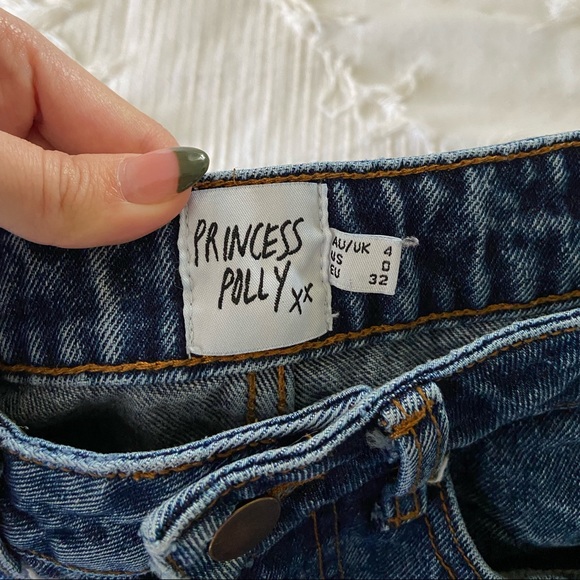 PRINCESS
POLLY xx
AU/UK 4
US 0
EU 32